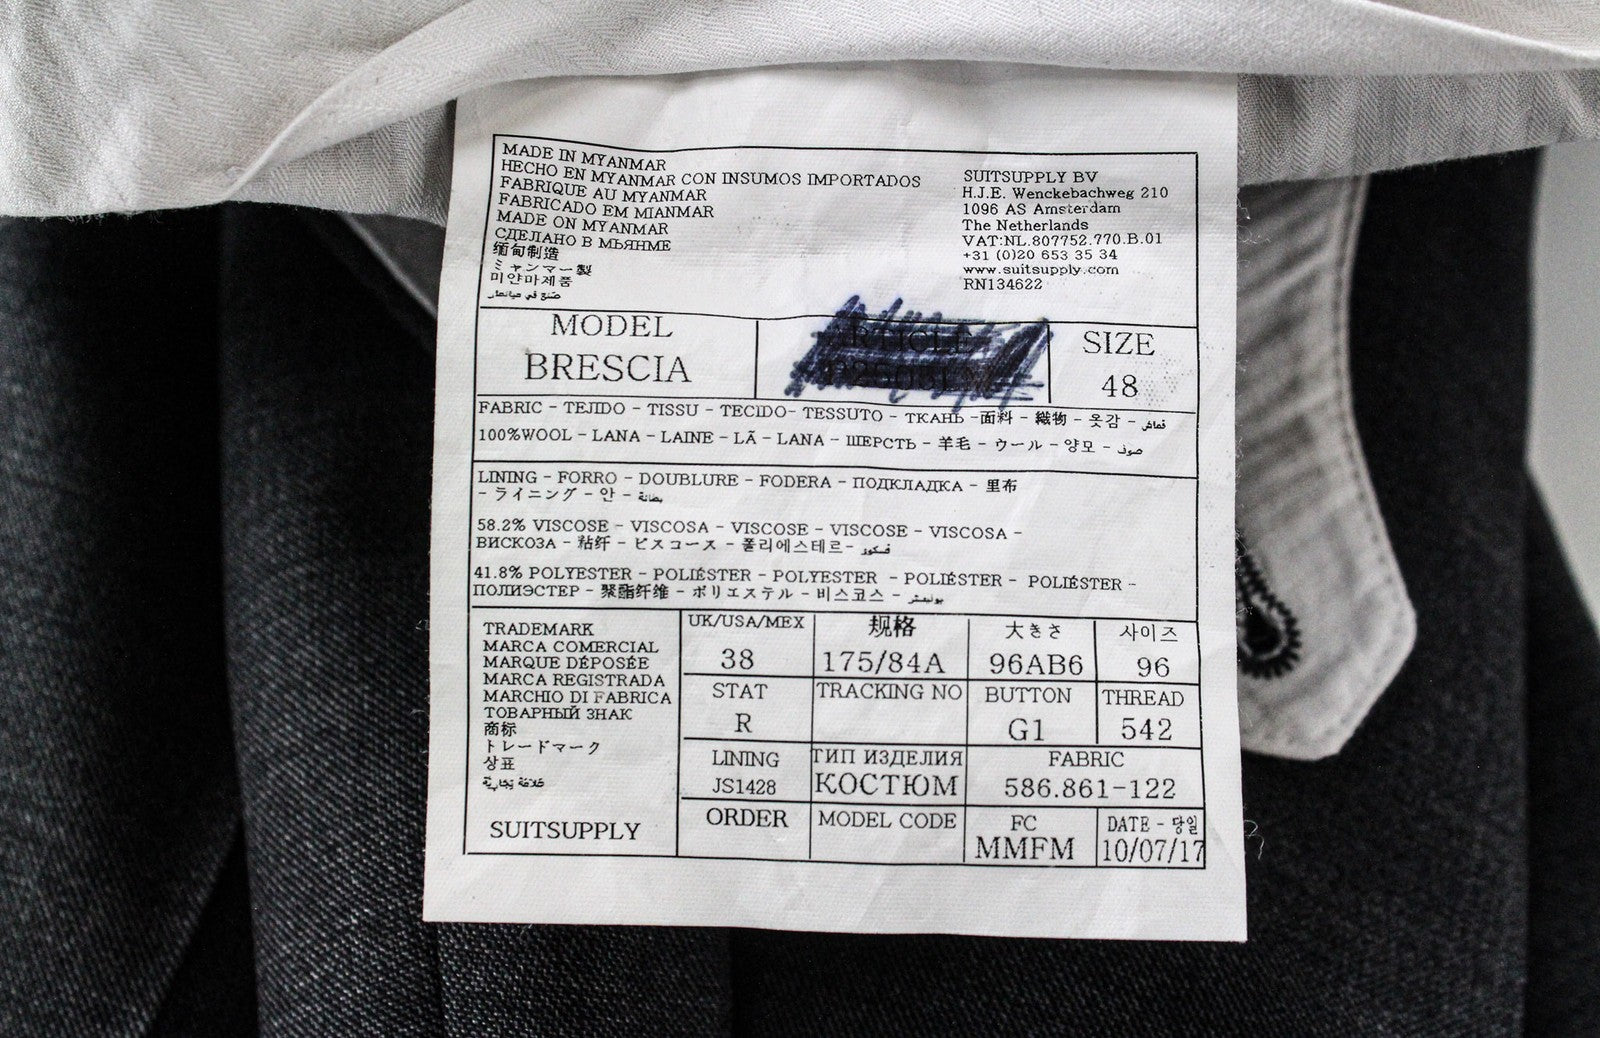 MADE IN MYANMAR
HECHO EN MYANMAR CON INSUMOS IMPORTADOS
FABRIQUE AU MYANMAR
FABRICADO EM MIANMAR
MADE ON MYANMAR
СДЕЛАНО В МЬЯНМЕ
缅甸制造
ミャンマー製
미얀마제품
صنع في ميانمار
SUITSUPPLY BV
H.J.E. Wenckebachweg 210
1096 AS Amsterdam
The Netherlands
VAT:NL.807752.770.B.01
+31 (0)20 653 35 34
www.suitsupply.com
RN134622
MODEL
BRESCIA
ARTICLE
SIZE
48
FABRIC - TEJIDO - TISSU - TECIDO- TESSUTO - ТКАНЬ -面料 - 織物 - 옷감 - قماش
100%WOOL - LANA - LAINE - LÃ - LANA - ШЕРСТЬ - 羊毛 - ウール - 양모 - صوف
LINING - FORRO - DOUBLURE - FODERA - ПОДКЛАДКА - 里布
- ライニング - 안 - بطانة
58.2% VISCOSE - VISCOSA - VISCOSE - VISCOSE - VISCOSA -
ВИСКОЗА - 粘纤 - ビスコース - 폴리에스테르- فسكوز
41.8% POLYESTER - POLIÉSTER - POLYESTER - POLIÉSTER - POLIÉSTER -
ПОЛИЭСТЕР - 聚酯纤维 - ポリエステル - 비스코스 - بوليستر
TRADEMARK
MARCA COMERCIAL
MARQUE DÉPOSÉE
MARCA REGISTRADA
MARCHIO DI FABRICA
ТОВАРНЫЙ ЗНАК
商标
トレードマーク
상표
علامة تجارية
SUITSUPPLY
UK/USA/MEX 规格 大きさ 사이즈
38 175/84A 96AB6 96
STAT TRACKING NO BUTTON THREAD
R G1 542
LINING ТИП ИЗДЕЛИЯ FABRIC
JS1428 КОСТЮМ 586.861-122
ORDER MODEL CODE FC DATE - 당일
MMFM 10/07/17